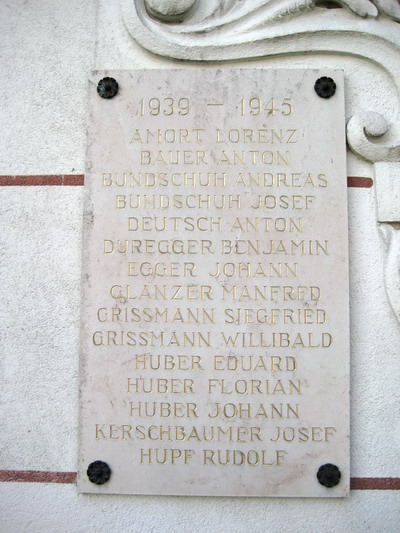 1939 - 1945
AMORT LORENZ
BAUER ANTON
BUNDSCHUH ANDREAS
BUNDSCHUH JOSEF
DEUTSCH ANTON
DUREGGER BENJAMIN
EGGER JOHANN
GLANZER MANFRED
GRISSMANN SIEGFRIED
GRISSMANN WILLIBALD
HUBER EDUARD
HUBER FLORIAN
HUBER JOHANN
KERSCHBAUMER JOSEF
HUPF RUDOLF